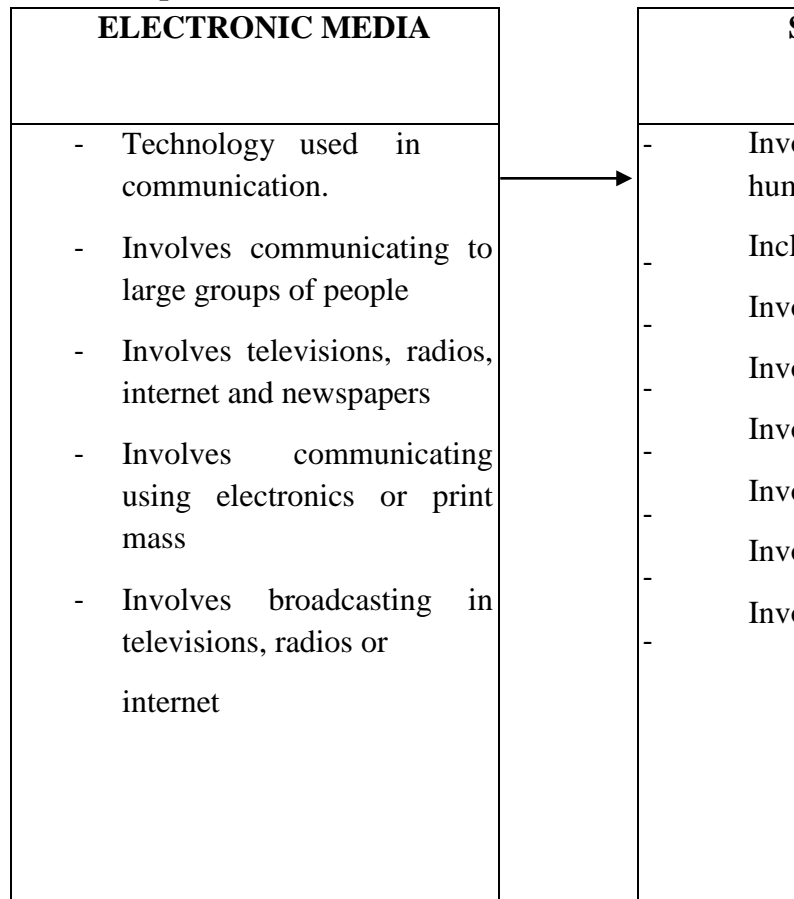 ELECTRONIC MEDIA
- Technology used in
communication.
- Involves communicating to
large groups of people
- Involves televisions, radios,
internet and newspapers
- Involves communicating
using electronics or print
mass
- Involves broadcasting in
televisions, radios or
internet
-
-
-
-
-
-
-
-